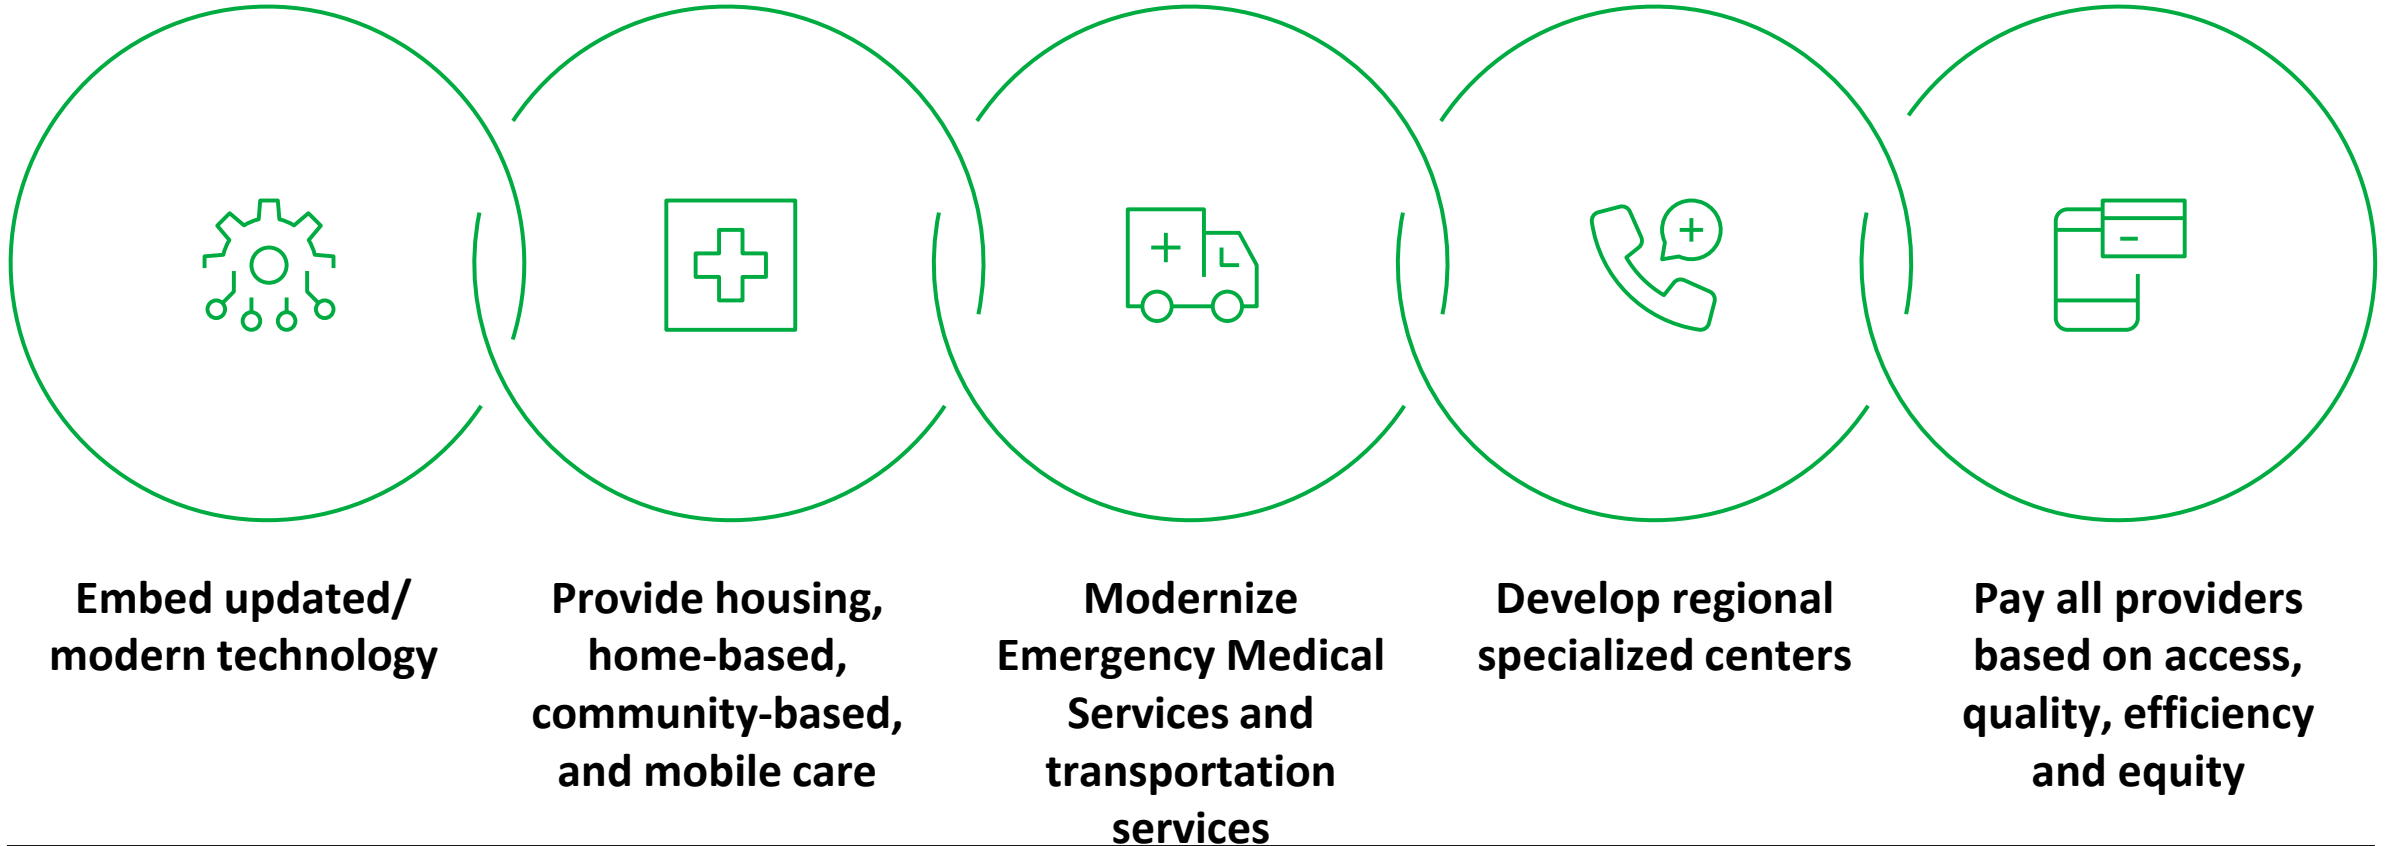 Embed updated/
modern technology
Provide housing,
home-based,
community-based,
and mobile care
Modernize
Emergency Medical
Services and
transportation
services
Develop regional
specialized centers
Pay all providers
based on access,
quality, efficiency
and equity